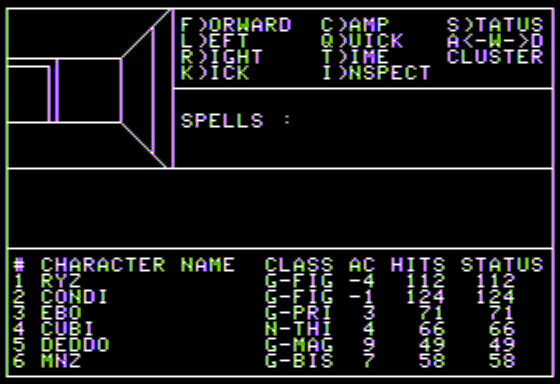 F)ORWARD C)AMP S)TATUS
L)EFT Q)UICK A<-W->D
R)IGHT T)IME CLUSTER
K)ICK I)NSPECT
SPELLS :
# CHARACTER NAME CLASS AC HITS STATUS
1 RYZ G-FIG -4 112 112
2 CONDI G-FIG -1 124 124
3 EBO G-PRI 3 71 71
4 CUBI N-THI 4 66 66
5 DEDDO G-MAG 9 49 49
6 MNZ G-BIS 7 58 58